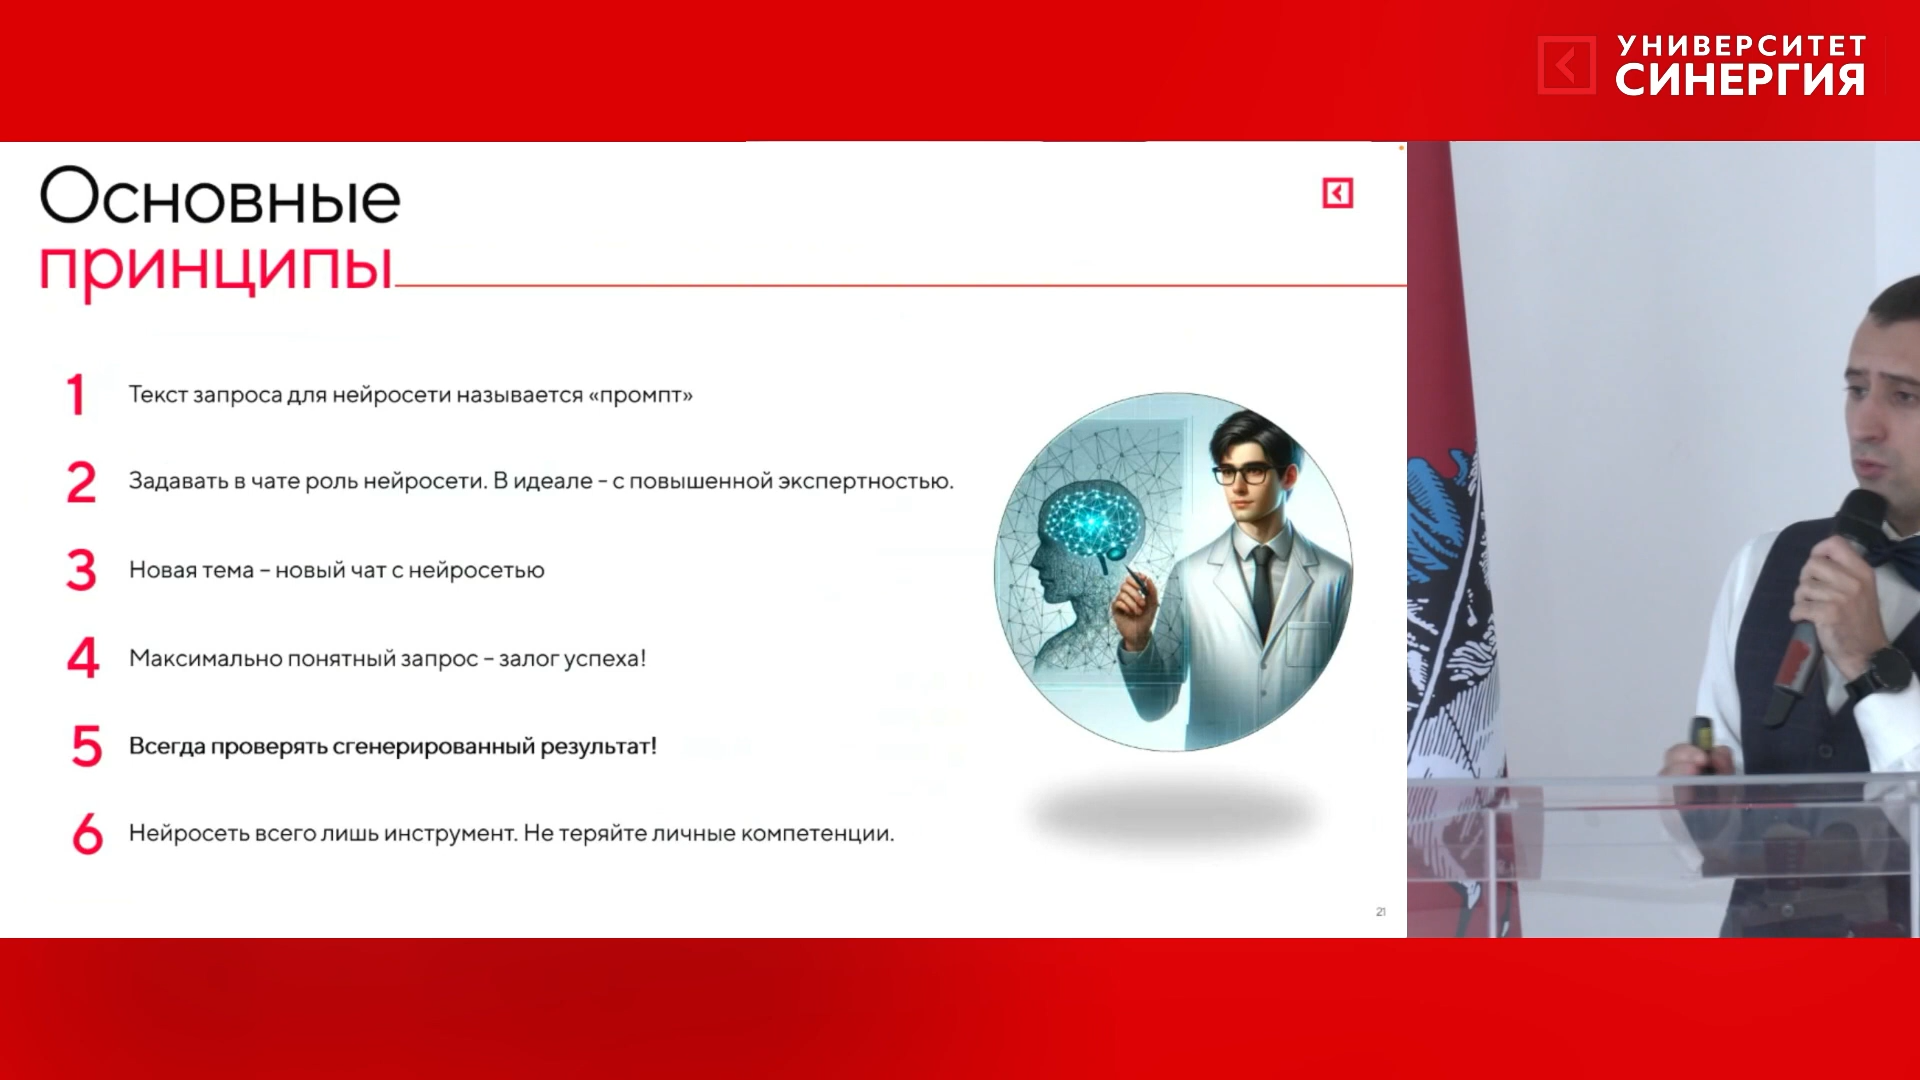 УНИВЕРСИТЕТ
СИНЕРГИЯ
Основные
принципы
1 Текст запроса для нейросети называется «промпт»
2 Задавать в чате роль нейросети. В идеале - с повышенной экспертностью.
3 Новая тема – новый чат с нейросетью
4 Максимально понятный запрос – залог успеха!
5 Всегда проверять сгенерированный результат!
6 Нейросеть всего лишь инструмент. Не теряйте личные компетенции.
21